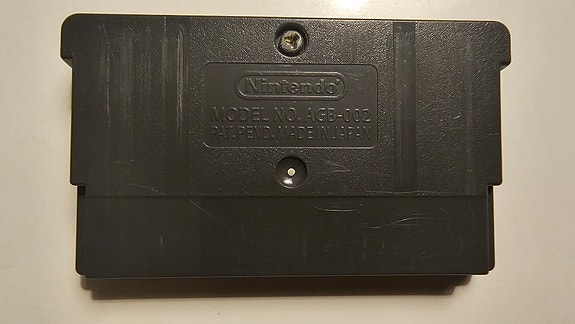 Nintendo®
MODEL NO. AGB-002
PAT. PEND. MADE IN JAPAN